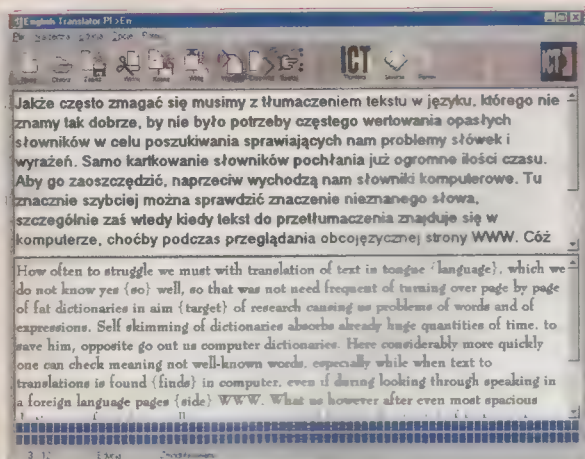 English Translator Pl>En
ICT
Jakże często zmagać się musimy z tłumaczeniem tekstu w języku, którego nie
znamy tak dobrze, by nie było potrzeby częstego wertowania opasłych
słowników w celu poszukiwania sprawiających nam problemy słówek i
wyrażeń. Samo kartkowanie słowników pochłania już ogromne ilości czasu.
Aby go zaoszczędzić, naprzeciw wychodzą nam słowniki komputerowe. Tu
znacznie szybciej można sprawdzić znaczenie nieznanego słowa,
szczególnie zaś wtedy kiedy tekst do przetłumaczenia znajduje się w
komputerze, choćby podczas przeglądania obcojęzycznej strony WWW. Cóż
How often to struggle we must with translation of text in tongue {language}, which we
do not know yes {so} well, so that was not need frequent of turning over page by page
of fat dictionaries in aim {target} of research causing us problems of words and of
expressions. Self skimming of dictionaries absorbs already huge quantities of time. to
save him, opposite go out us computer dictionaries. Here considerably more quickly
one can check meaning not well-known words, especially while when text to
translations is found {finds} in computer, even if during looking through speaking in
a foreign language pages {side} WWW. What us however after even most spacious